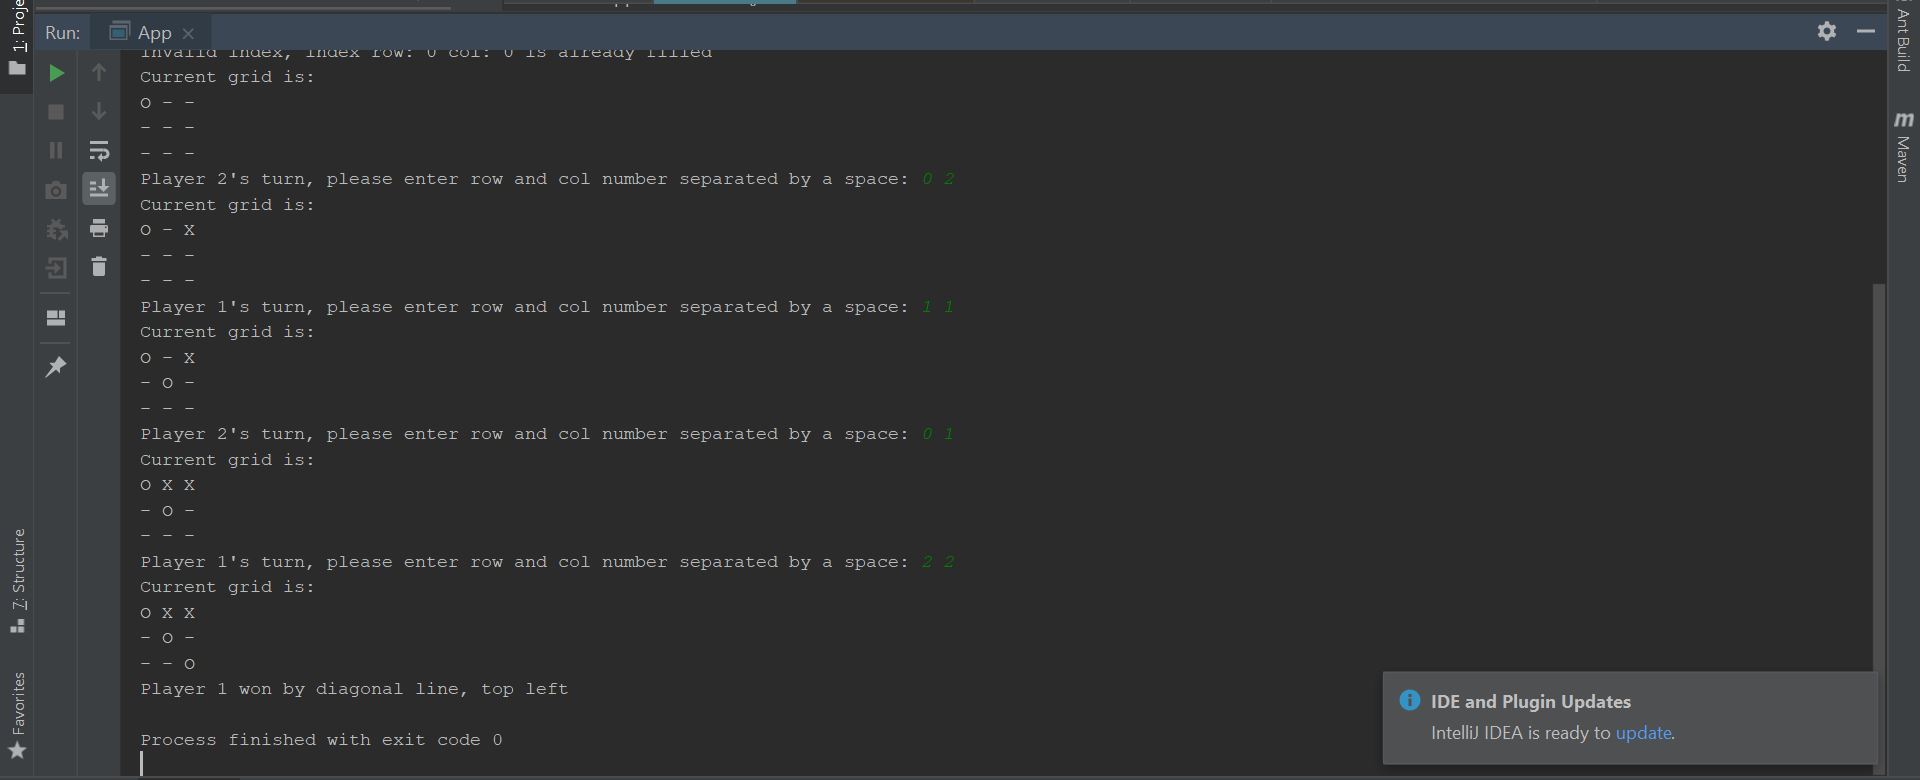 1: Proje
Run: App
Invalid index, index row: 0 col: 0 is already filled
Current grid is:
O - -
- - -
- - -
Player 2's turn, please enter row and col number separated by a space: 0 2
Current grid is:
O - X
- - -
- - -
Player 1's turn, please enter row and col number separated by a space: 1 1
Current grid is:
O - X
- O -
- - -
Player 2's turn, please enter row and col number separated by a space: 0 1
Current grid is:
O X X
- O -
- - -
Player 1's turn, please enter row and col number separated by a space: 2 2
Current grid is:
O X X
- O -
- - O
Player 1 won by diagonal line, top left
Process finished with exit code 0
7: Structure
Favorites
Ant Build
m Maven
IDE and Plugin Updates
IntelliJ IDEA is ready to update.